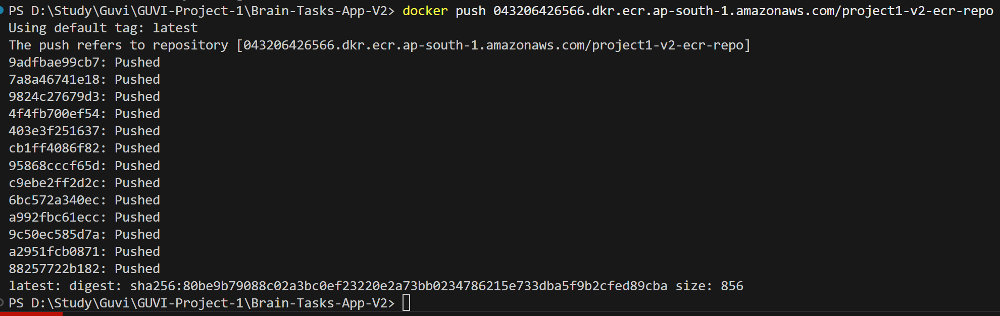 PS D:\Study\Guvi\GUVI-Project-1\Brain-Tasks-App-V2> docker push 043206426566.dkr.ecr.ap-south-1.amazonaws.com/project1-v2-ecr-repo
Using default tag: latest
The push refers to repository [043206426566.dkr.ecr.ap-south-1.amazonaws.com/project1-v2-ecr-repo]
9adfbae99cb7: Pushed
7a8a46741e18: Pushed
9824c27679d3: Pushed
4f4fb700ef54: Pushed
403e3f251637: Pushed
cb1ff4086f82: Pushed
95868cccf65d: Pushed
c9ebe2ff2d2c: Pushed
6bc572a340ec: Pushed
a992fbc61ecc: Pushed
9c50ec585d7a: Pushed
a2951fcb0871: Pushed
88257722b182: Pushed
latest: digest: sha256:80be9b79088c02a3bc0ef23220e2a73bb0234786215e733dba5f9b2cfed89cba size: 856
PS D:\Study\Guvi\GUVI-Project-1\Brain-Tasks-App-V2>